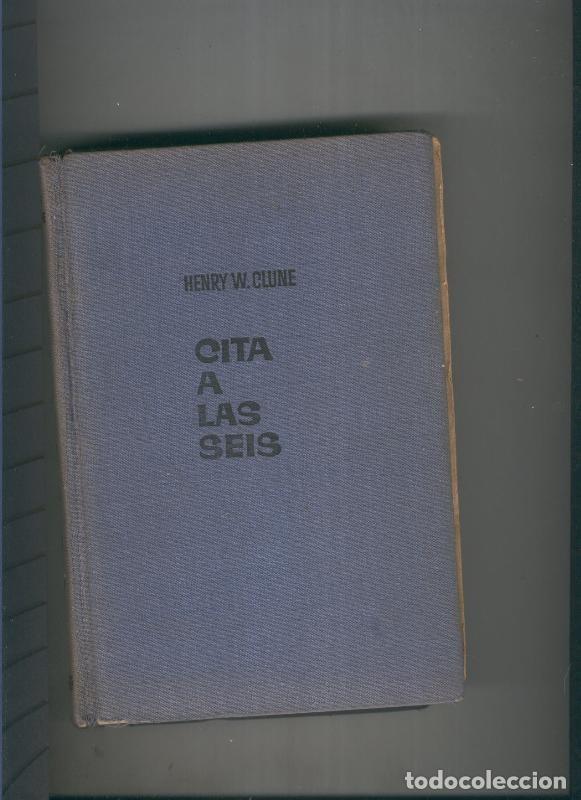 HENRY W. CLUNE
CITA
A
LAS
SEIS
todocoleccion